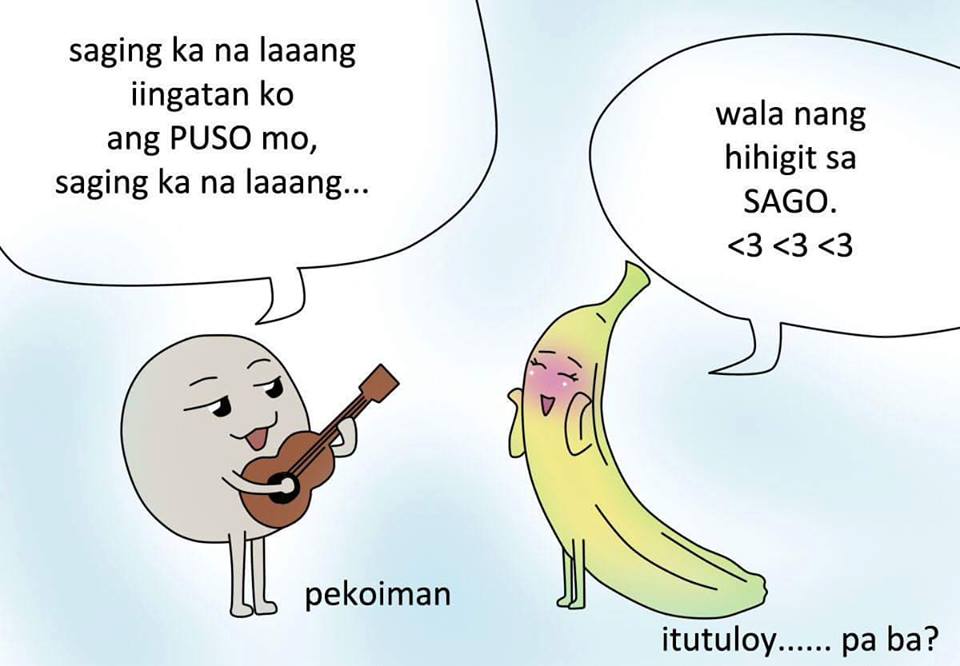 saging ka na laaang
iingatan ko
ang PUSO mo,
saging ka na laaang...
wala nang
hihigit sa
SAGO.
<3 <3 <3
pekoiman
itutuloy...... pa ba?